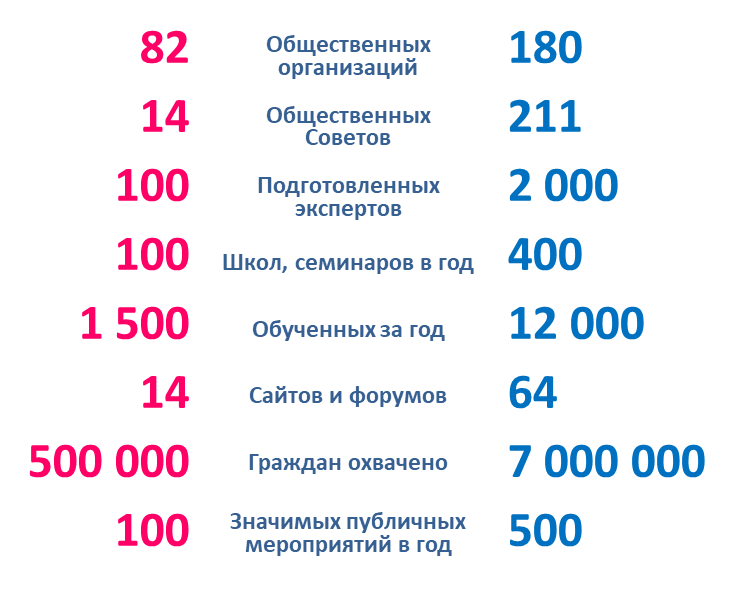 82 Общественных 180
организаций
14 Общественных 211
Советов
100 Подготовленных 2 000
экспертов
100 Школ, семинаров в год 400
1 500 Обученных за год 12 000
14 Сайтов и форумов 64
500 000 Граждан охвачено 7 000 000
100 Значимых публичных 500
мероприятий в год